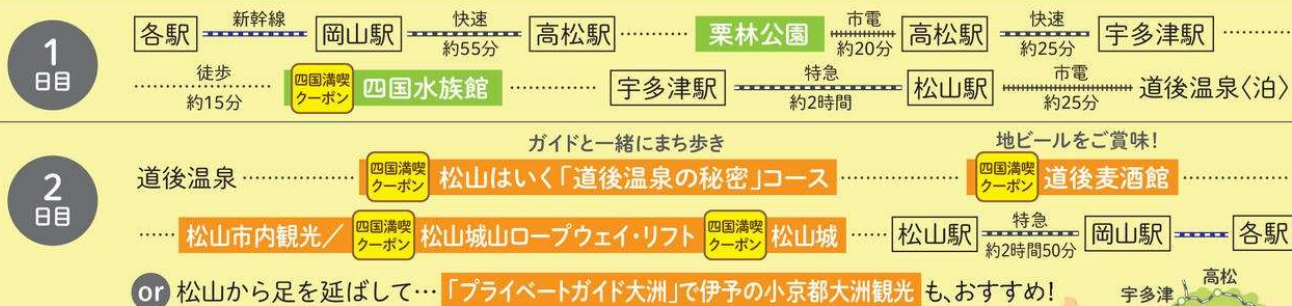 1日目
各駅 新幹線 岡山駅 快速 約55分 高松駅 ………… 栗林公園 市電 約20分 高松駅 快速 約25分 宇多津駅 ………
………… 徒歩 約15分 四国満喫クーポン 四国水族館 ………… 宇多津駅 特急 約2時間 松山駅 市電 約25分 道後温泉〈泊〉
2日目
ガイドと一緒にまち歩き 地ビールをご賞味!
道後温泉 ………… 四国満喫クーポン 松山はいく「道後温泉の秘密」コース ………… 四国満喫クーポン 道後麦酒館 …………
…… 松山市内観光/ 四国満喫クーポン 松山城山ロープウェイ・リフト 四国満喫クーポン 松山城 …… 松山駅 特急 約2時間50分 岡山駅 各駅
or 松山から足を延ばして…「プライベートガイド大洲」で伊予の小京都大洲観光 も、おすすめ!
高松
宇多津